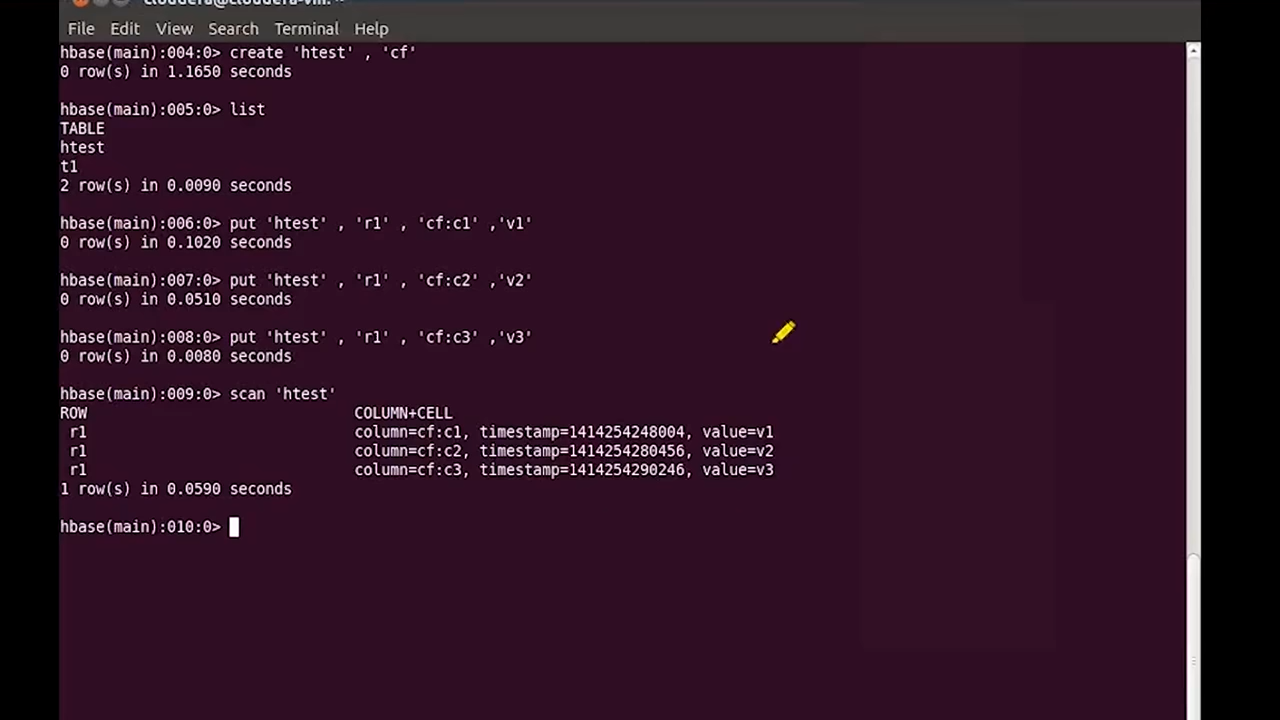 cloudera@cloudera-vm: ~
File Edit View Search Terminal Help
hbase(main):004:0> create 'htest' , 'cf'
0 row(s) in 1.1650 seconds
hbase(main):005:0> list
TABLE
htest
t1
2 row(s) in 0.0090 seconds
hbase(main):006:0> put 'htest' , 'r1' , 'cf:c1' ,'v1'
0 row(s) in 0.1020 seconds
hbase(main):007:0> put 'htest' , 'r1' , 'cf:c2' ,'v2'
0 row(s) in 0.0510 seconds
hbase(main):008:0> put 'htest' , 'r1' , 'cf:c3' ,'v3'
0 row(s) in 0.0080 seconds
hbase(main):009:0> scan 'htest'
ROW COLUMN+CELL
r1 column=cf:c1, timestamp=1414254248004, value=v1
r1 column=cf:c2, timestamp=1414254280456, value=v2
r1 column=cf:c3, timestamp=1414254290246, value=v3
1 row(s) in 0.0590 seconds
hbase(main):010:0>